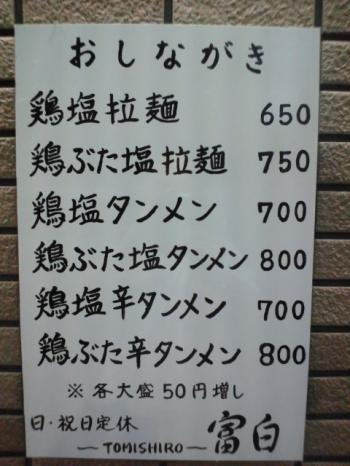 おしながき
鶏塩拉麺 650
鶏ぶた塩拉麺 750
鶏塩タンメン 700
鶏ぶた塩タンメン 800
鶏塩辛タンメン 700
鶏ぶた辛タンメン 800
※各大盛50円増し
日・祝日定休
～TOMISHIRO～ 富白